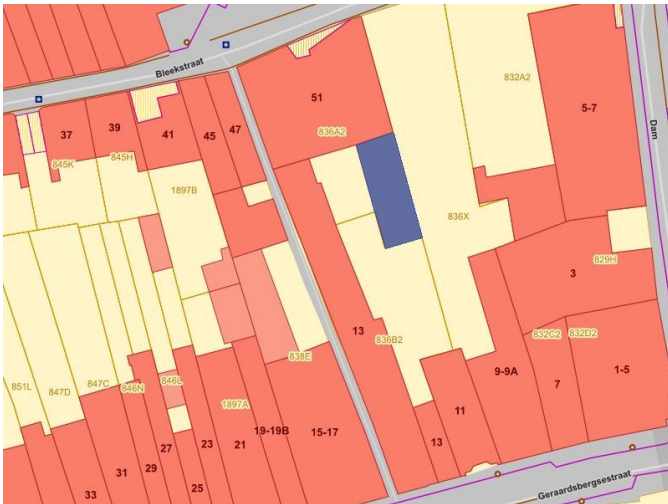 Bleekstraat
832A2
51
5-7
37
39
41
45
47
836A2
Dam
845K
845H
1897B
836X
829H
3
13
836B2
838E
832C2
832D2
851L
847D
847C
846N
846L
1897A
9-9A
7
1-5
11
13
19-19B
15-17
27
23
21
31
29
33
25
Geraardsbergsestraat